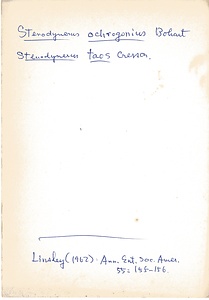 Stenodynerus ochrogonius Bohart
Stenodynerus taos Cresson.
Linsley (1962): Ann. Ent. Soc. Amer.
55: 155-156.